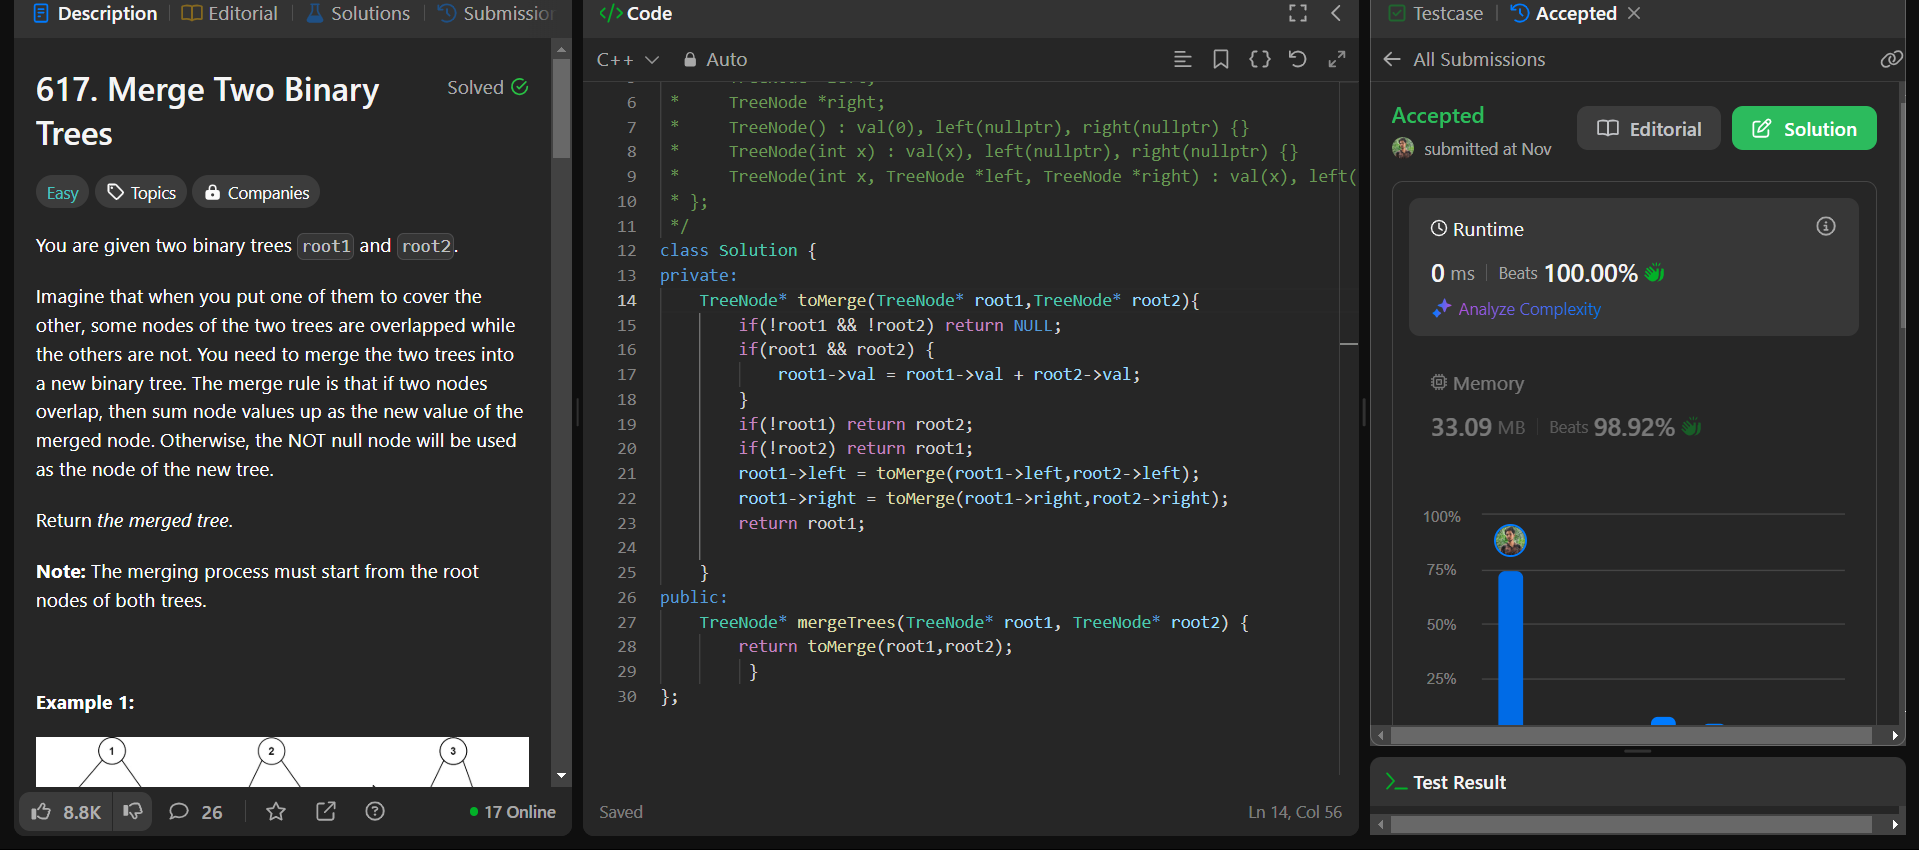 Description
Editorial
Solutions
Submission
617. Merge Two Binary
Trees
Solved
Easy
Topics
Companies
You are given two binary trees root1 and root2.
Imagine that when you put one of them to cover the
other, some nodes of the two trees are overlapped while
the others are not. You need to merge the two trees into
a new binary tree. The merge rule is that if two nodes
overlap, then sum node values up as the new value of the
merged node. Otherwise, the NOT null node will be used
as the node of the new tree.
Return the merged tree.
Note: The merging process must start from the root
nodes of both trees.
Example 1:
1
2
3
8.8K
26
17 Online
</> Code
C++
Auto
6 *     TreeNode *right;
7 *     TreeNode() : val(0), left(nullptr), right(nullptr) {}
8 *     TreeNode(int x) : val(x), left(nullptr), right(nullptr) {}
9 *     TreeNode(int x, TreeNode *left, TreeNode *right) : val(x), left(
10 * };
11 */
12 class Solution {
13 private:
14     TreeNode* toMerge(TreeNode* root1,TreeNode* root2){
15         if(!root1 && !root2) return NULL;
16         if(root1 && root2) {
17             root1->val = root1->val + root2->val;
18         }
19         if(!root1) return root2;
20         if(!root2) return root1;
21         root1->left = toMerge(root1->left,root2->left);
22         root1->right = toMerge(root1->right,root2->right);
23         return root1;
24
25     }
26 public:
27     TreeNode* mergeTrees(TreeNode* root1, TreeNode* root2) {
28         return toMerge(root1,root2);
29          }
30 };
Saved
Ln 14, Col 56
Testcase
Accepted
All Submissions
Accepted
submitted at Nov
Editorial
Solution
Runtime
0 ms
Beats 100.00%
Analyze Complexity
Memory
33.09 MB
Beats 98.92%
100%
75%
50%
25%
Test Result